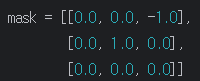 mask = [[0.0, 0.0, -1.0],
[0.0, 1.0, 0.0],
[0.0, 0.0, 0.0]]